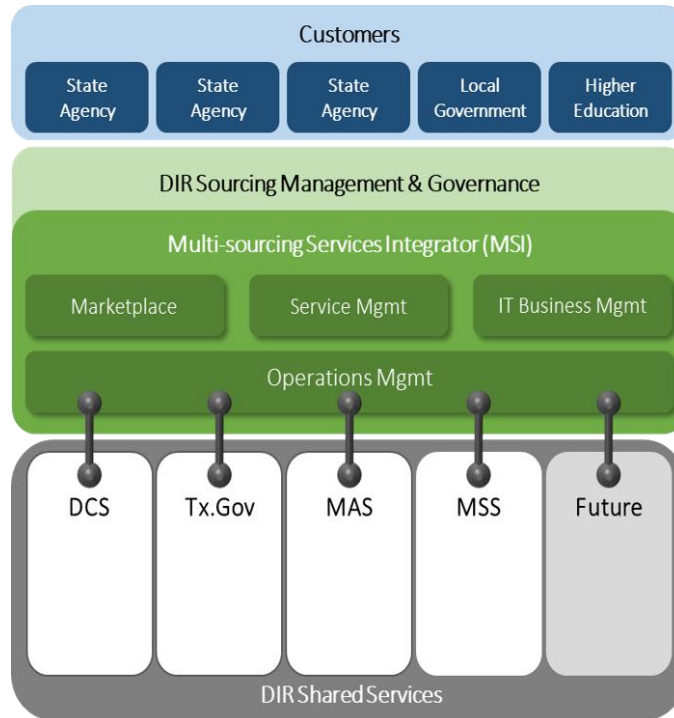 Customers
State
Agency
State
Agency
State
Agency
Local
Government
Higher
Education
DIR Sourcing Management & Governance
Multi-sourcing Services Integrator (MSI)
Marketplace
Service Mgmt
IT Business Mgmt
Operations Mgmt
DCS
Tx.Gov
MAS
MSS
Future
DIR Shared Services